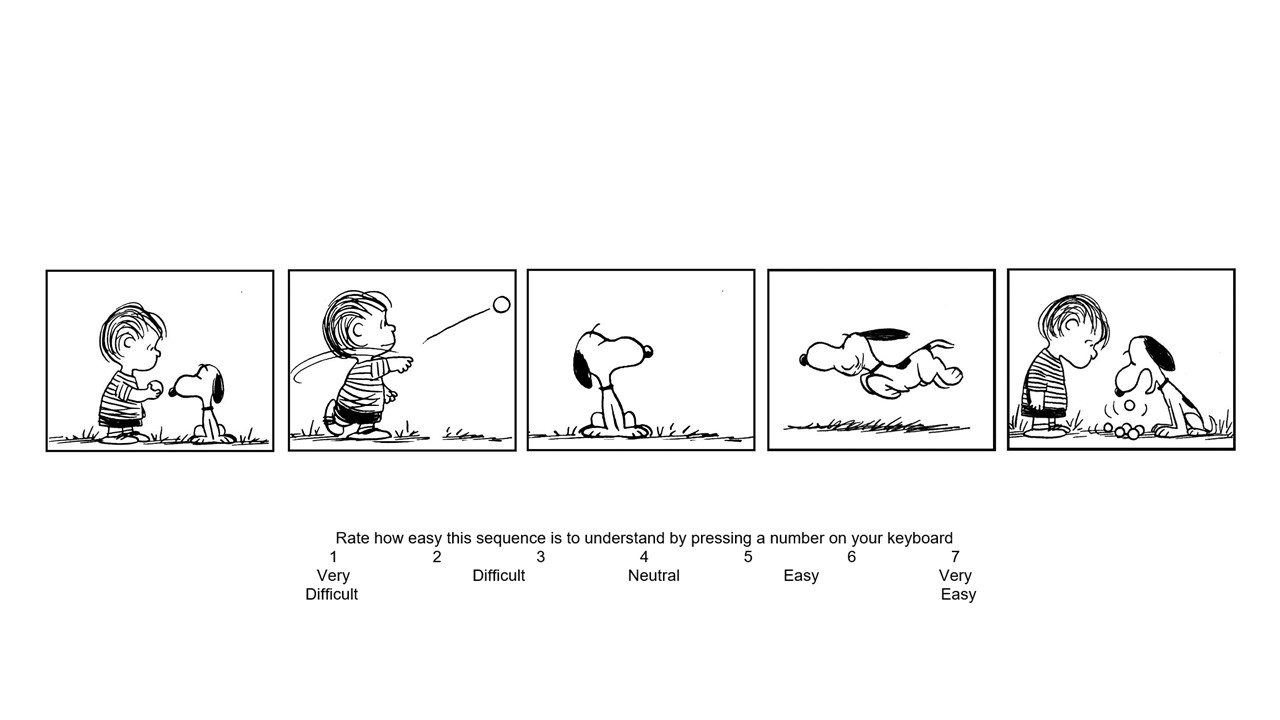 Rate how easy this sequence is to understand by pressing a number on your keyboard
1 2 3 4 5 6 7
Very Difficult Neutral Easy Very
Difficult Easy